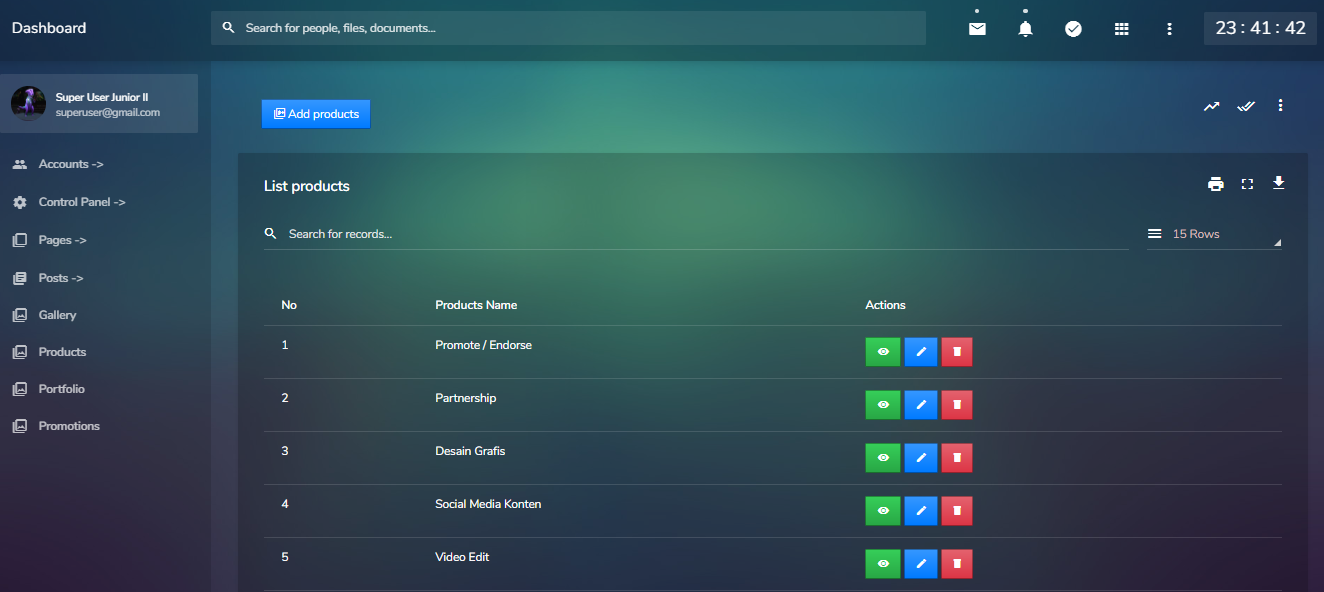 Dashboard
Search for people, files, documents...
23 : 41 : 42
Super User Junior II
superuser@gmail.com
Accounts ->
Control Panel ->
Pages ->
Posts ->
Gallery
Products
Portfolio
Promotions
Add products
List products
Search for records...
15 Rows
No Products Name Actions
1 Promote / Endorse
2 Partnership
3 Desain Grafis
4 Social Media Konten
5 Video Edit